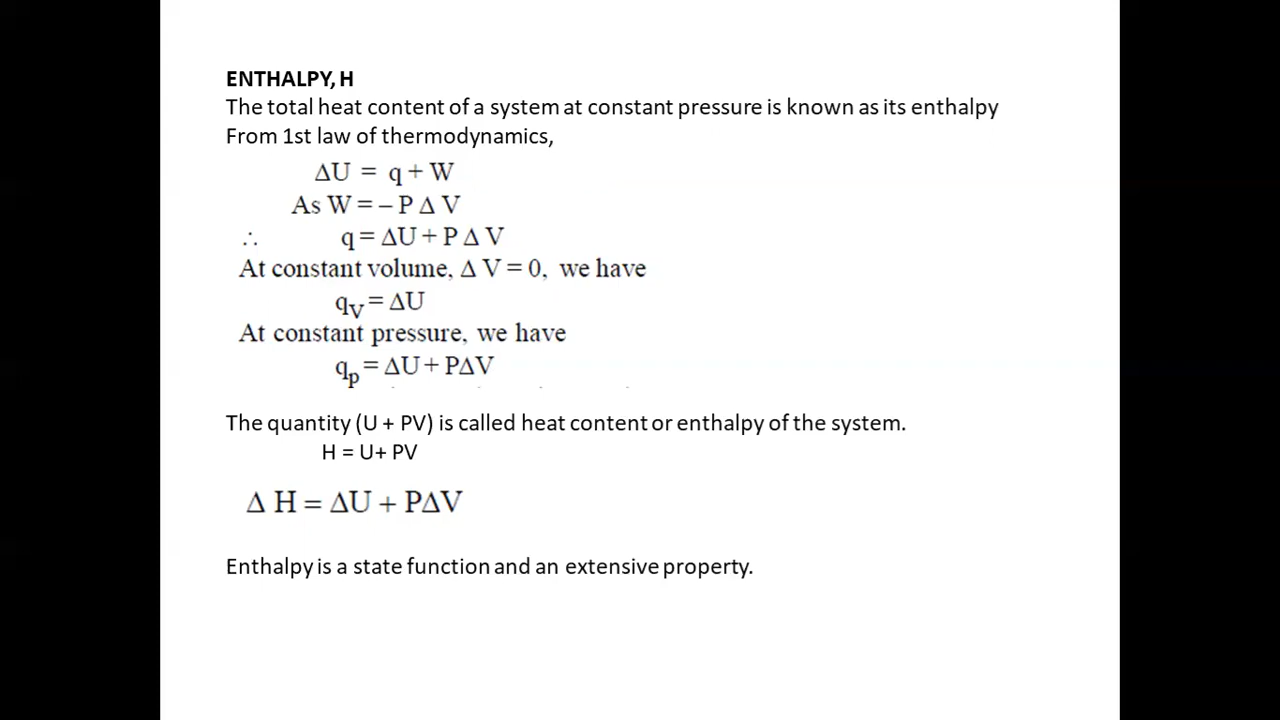 ENTHALPY, H
The total heat content of a system at constant pressure is known as its enthalpy
From 1st law of thermodynamics,
ΔU = q + W
As W = – P Δ V
∴ q = ΔU + P Δ V
At constant volume, Δ V = 0, we have
qV = ΔU
At constant pressure, we have
qp = ΔU + PΔV
The quantity (U + PV) is called heat content or enthalpy of the system.
H = U+ PV
Δ H = ΔU + PΔV
Enthalpy is a state function and an extensive property.